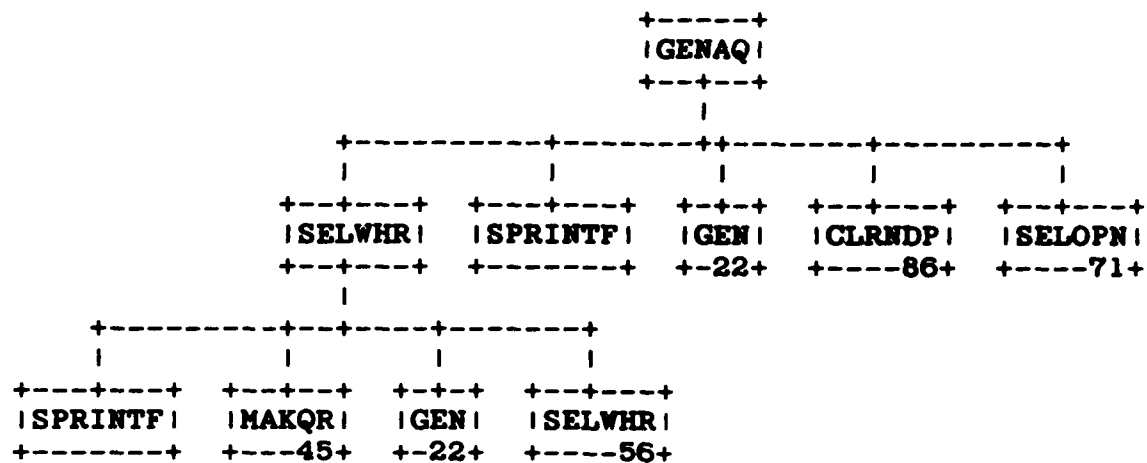 GENAQ
SELWHR SPRINTF GEN CLRNDP SELOPN
22 86 71
SPRINTF MAKQR GEN SELWHR
45 22 56